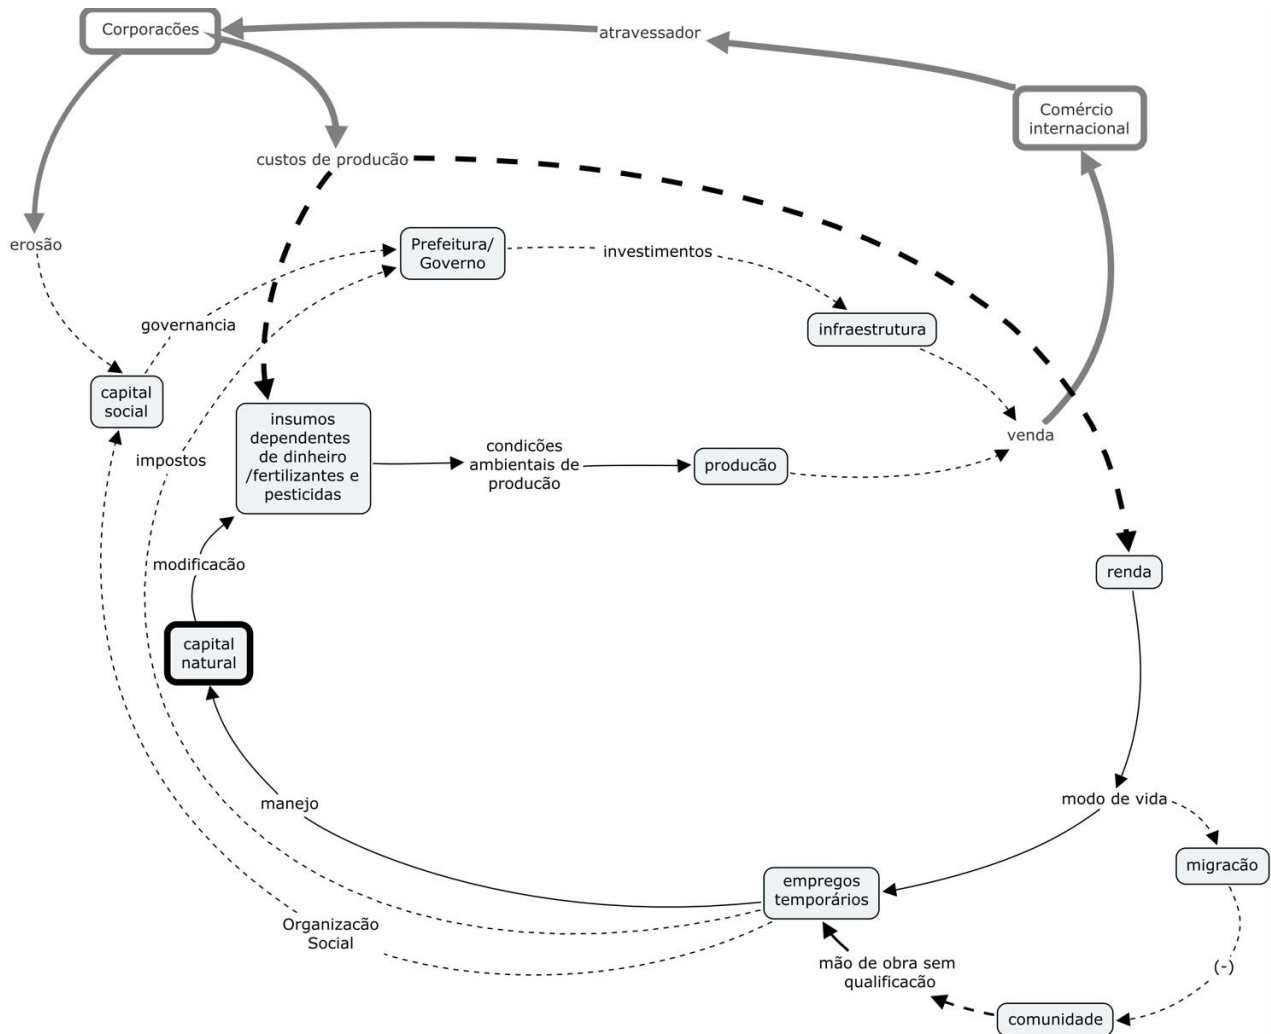 Corporacões
atravessador
Comércio
internacional
custos de producão
erosão
Prefeitura/
Governo
investimentos
governancia
infraestrutura
capital
social
insumos
dependentes
de dinheiro
/fertilizantes e
pesticidas
impostos
condicões
ambientais de
producão
producão
venda
modificacão
renda
capital
natural
manejo
modo de vida
migracão
empregos
temporários
Organizacão
Social
mão de obra sem
qualificacão
(-)
comunidade